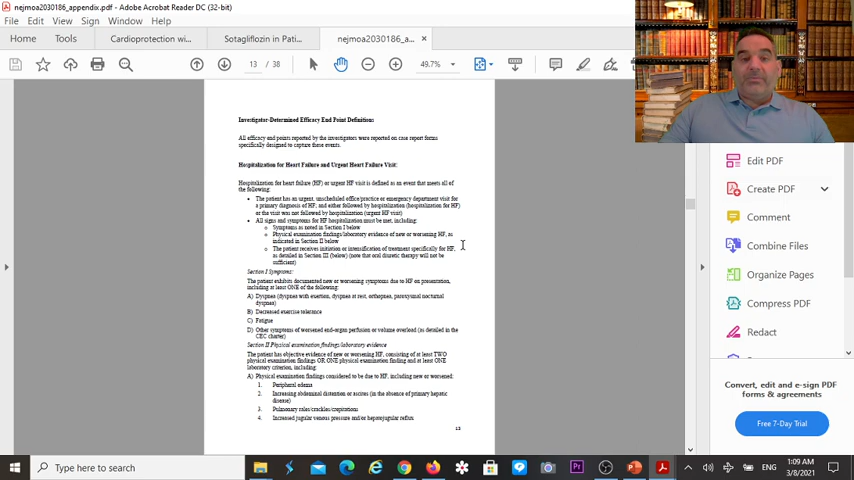 nejmoa2030186_appendix.pdf - Adobe Acrobat Reader DC (32-bit)
File Edit View Sign Window Help
Home Tools Cardioprotection wi... Sotagliflozin in Pati... nejmoa2030186_a... ×
13 / 38 49.7%
Investigator-Determined Efficacy End Point Definitions
All efficacy end points reported by the investigators were reported on case report forms
specifically designed to capture these events.
Hospitalization for Heart Failure and Urgent Heart Failure Visit:
Hospitalization for heart failure (HF) or urgent HF visit is defined as an event that meets all of
the following:
• The patient has an urgent, unscheduled office/practice or emergency department visit for
a primary diagnosis of HF; and either followed by hospitalization (hospitalization for HF)
or the visit was not followed by hospitalization (urgent HF visit)
• All signs and symptoms for HF hospitalization must be met, including:
o Symptoms as noted in Section I below
o Physical examination findings/laboratory evidence of new or worsening HF, as
indicated in Section II below
o The patient receives initiation or intensification of treatment specifically for HF,
as detailed in Section III (below) (note that oral diuretic therapy will not be
sufficient)
Section I Symptoms:
The patient exhibits documented new or worsening symptoms due to HF on presentation,
including at least ONE of the following:
A) Dyspnea (dyspnea with exertion, dyspnea at rest, orthopnea, paroxysmal nocturnal
dyspnea)
B) Decreased exercise tolerance
C) Fatigue
D) Other symptoms of worsened end-organ perfusion or volume overload (as detailed in the
CEC charter)
Section II Physical examination findings/laboratory evidence
The patient has objective evidence of new or worsening HF, consisting of at least TWO
physical examination findings OR ONE physical examination finding and at least ONE
laboratory criterion, including:
A) Physical examination findings considered to be due to HF, including new or worsened:
1. Peripheral edema
2. Increasing abdominal distention or ascites (in the absence of primary hepatic
disease)
3. Pulmonary rales/crackles/crepitations
4. Increased jugular venous pressure and/or hepatojugular reflux
13
Edit PDF
Create PDF
Comment
Combine Files
Organize Pages
Compress PDF
Redact
Convert, edit and e-sign PDF
forms & agreements
Free 7-Day Trial
Type here to search
ENG
1:09 AM
3/8/2021